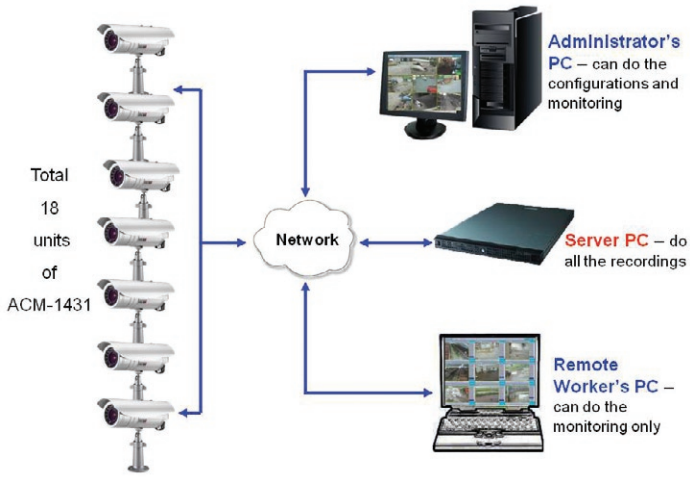 Administrator's
PC – can do the
configurations and
monitoring
Total
18
units
of
ACM-1431
Network
Server PC – do
all the recordings
Remote
Worker's PC –
can do the
monitoring only